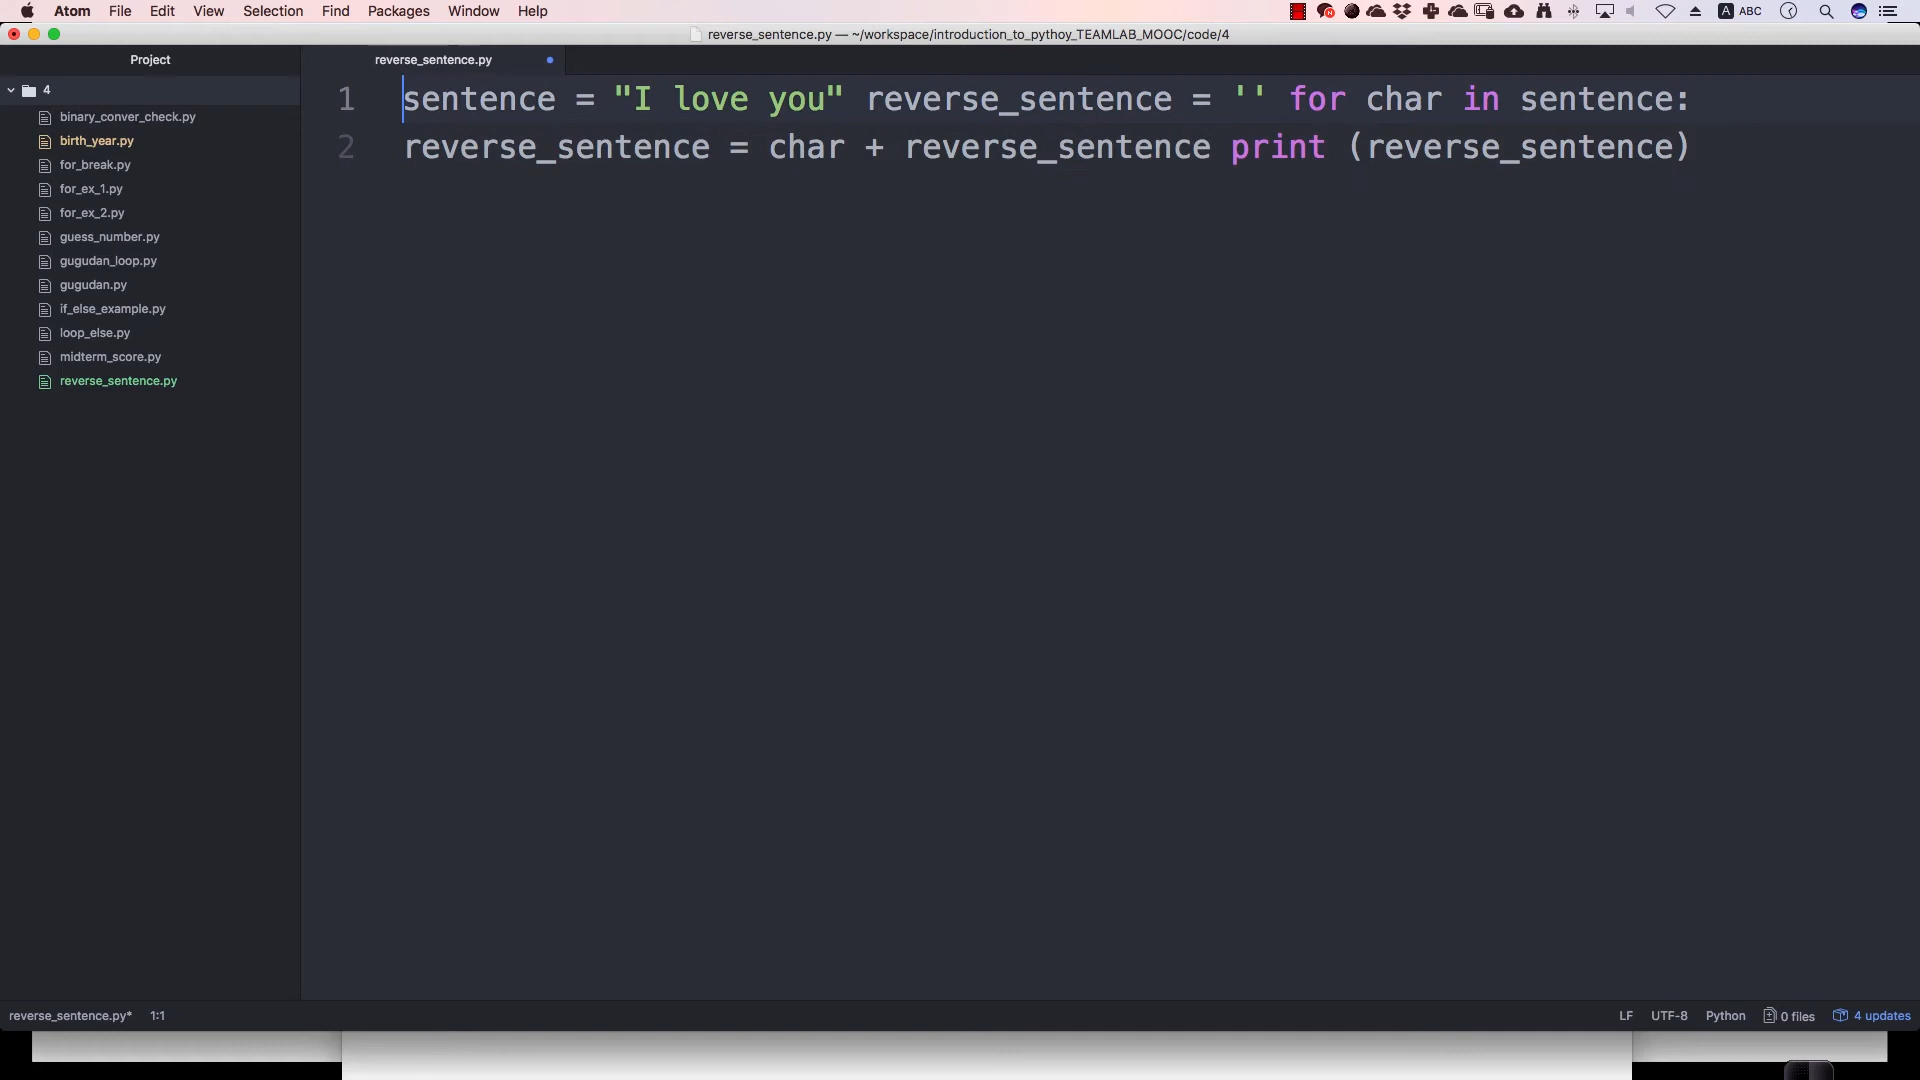 Atom File Edit View Selection Find Packages Window Help
A ABC
reverse_sentence.py — ~/workspace/introduction_to_pythoy_TEAMLAB_MOOC/code/4
Project
reverse_sentence.py
4
binary_conver_check.py
birth_year.py
for_break.py
for_ex_1.py
for_ex_2.py
guess_number.py
gugudan_loop.py
gugudan.py
if_else_example.py
loop_else.py
midterm_score.py
reverse_sentence.py
1 sentence = "I love you" reverse_sentence = '' for char in sentence:
2 reverse_sentence = char + reverse_sentence print (reverse_sentence)
reverse_sentence.py* 1:1
LF UTF-8 Python 0 files 4 updates